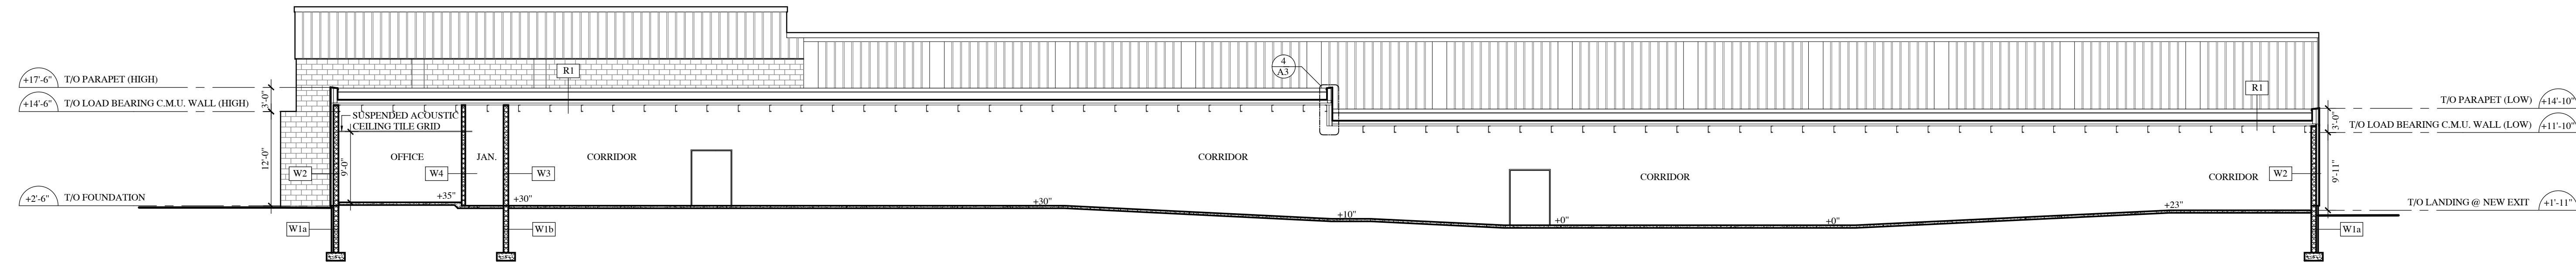 +17'-6"
T/O PARAPET (HIGH)
+14'-6"
T/O LOAD BEARING C.M.U. WALL (HIGH)
3'-0"
12'-0"
+2'-6"
T/O FOUNDATION
SUSPENDED ACOUSTIC
CEILING TILE GRID
9'-0"
OFFICE
JAN.
CORRIDOR
R1
W2
W4
W3
+35"
+30"
W1a
W1b
+30"
4
A3
CORRIDOR
+10"
+0"
CORRIDOR
+0"
CORRIDOR
+23"
R1
W2
W1a
3'-0"
9'-11"
T/O PARAPET (LOW)
+14'-10"
T/O LOAD BEARING C.M.U. WALL (LOW)
+11'-10"
T/O LANDING @ NEW EXIT
+1'-11"